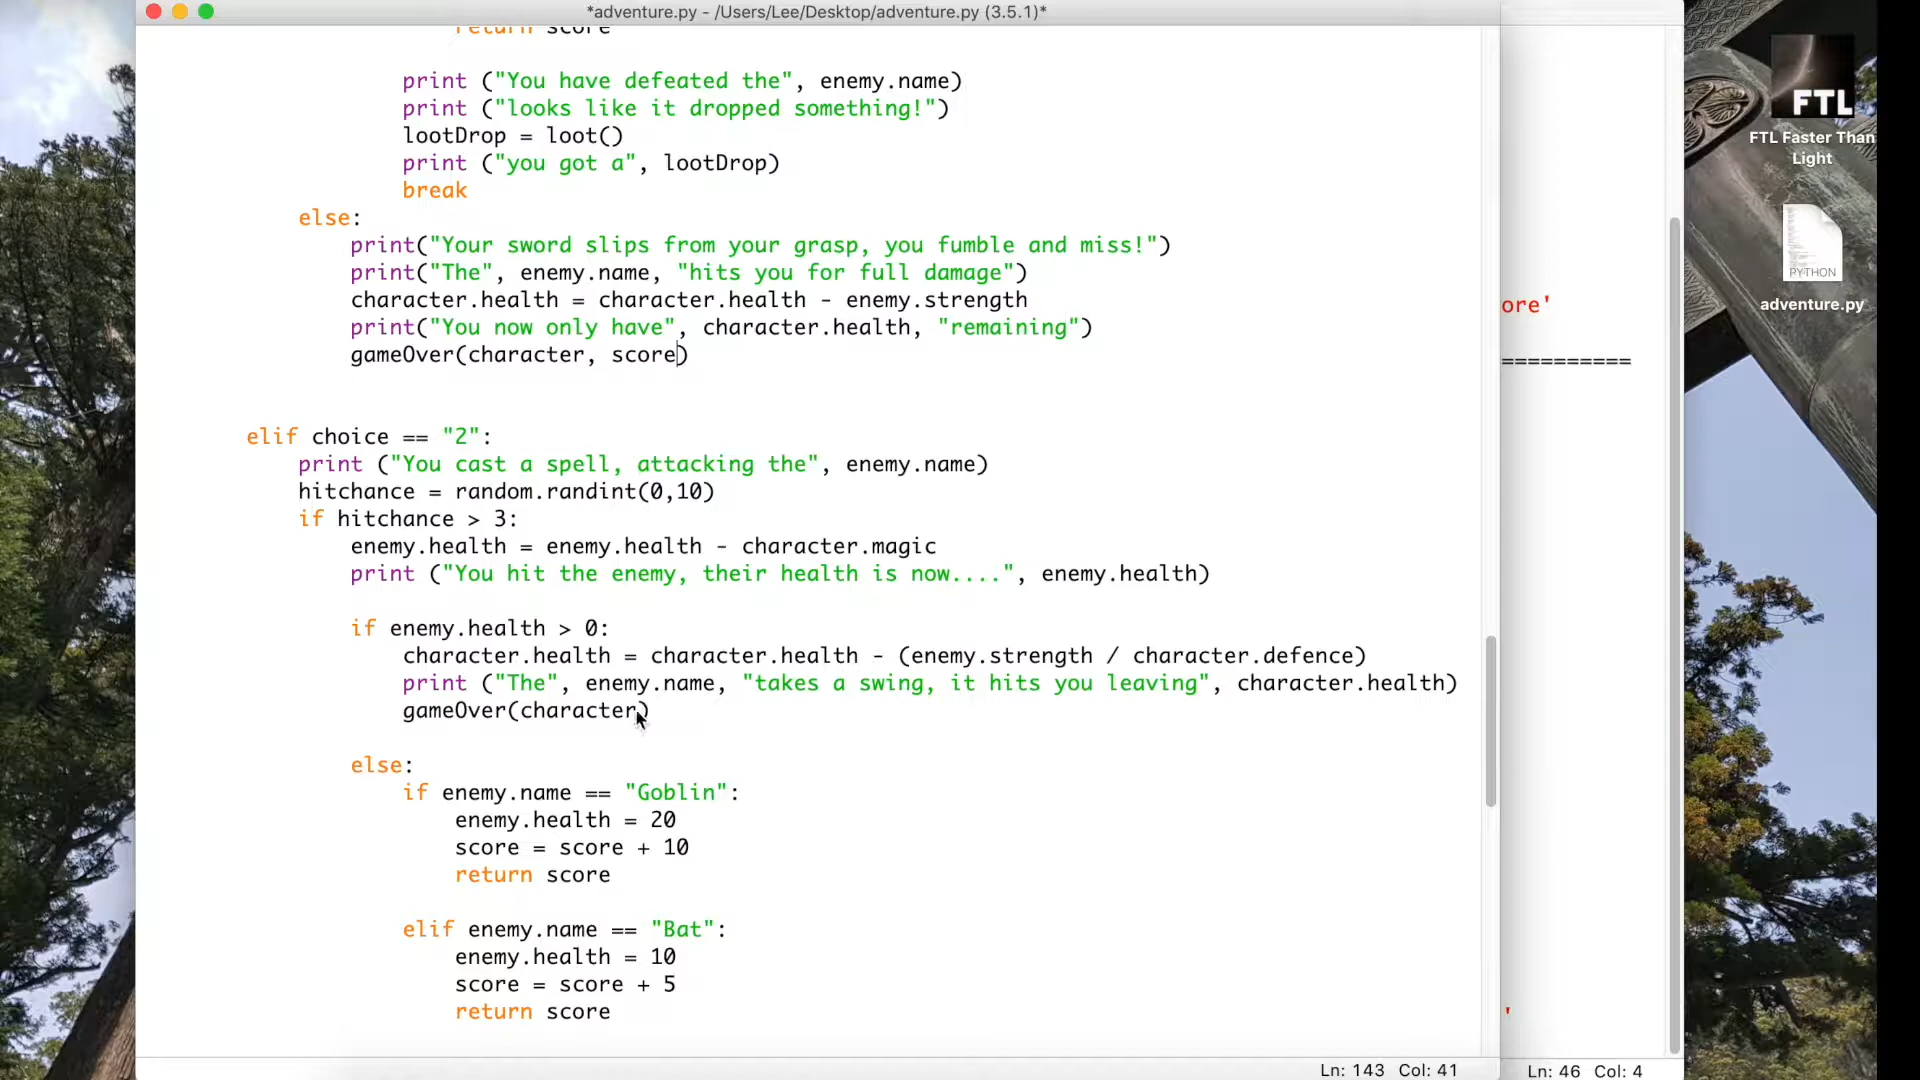 *adventure.py - /Users/Lee/Desktop/adventure.py (3.5.1)*
return score
print ("You have defeated the", enemy.name)
print ("looks like it dropped something!")
lootDrop = loot()
print ("you got a", lootDrop)
break
else:
print("Your sword slips from your grasp, you fumble and miss!")
print("The", enemy.name, "hits you for full damage")
character.health = character.health - enemy.strength
print("You now only have", character.health, "remaining")
gameOver(character, score)
elif choice == "2":
print ("You cast a spell, attacking the", enemy.name)
hitchance = random.randint(0,10)
if hitchance > 3:
enemy.health = enemy.health - character.magic
print ("You hit the enemy, their health is now....", enemy.health)
if enemy.health > 0:
character.health = character.health - (enemy.strength / character.defence)
print ("The", enemy.name, "takes a swing, it hits you leaving", character.health)
gameOver(character)
else:
if enemy.name == "Goblin":
enemy.health = 20
score = score + 10
return score
elif enemy.name == "Bat":
enemy.health = 10
score = score + 5
return score
Ln: 143 Col: 41
ore'
==========
'
Ln: 46 Col: 4
FTL
FTL Faster Than
Light
PYTHON
adventure.py